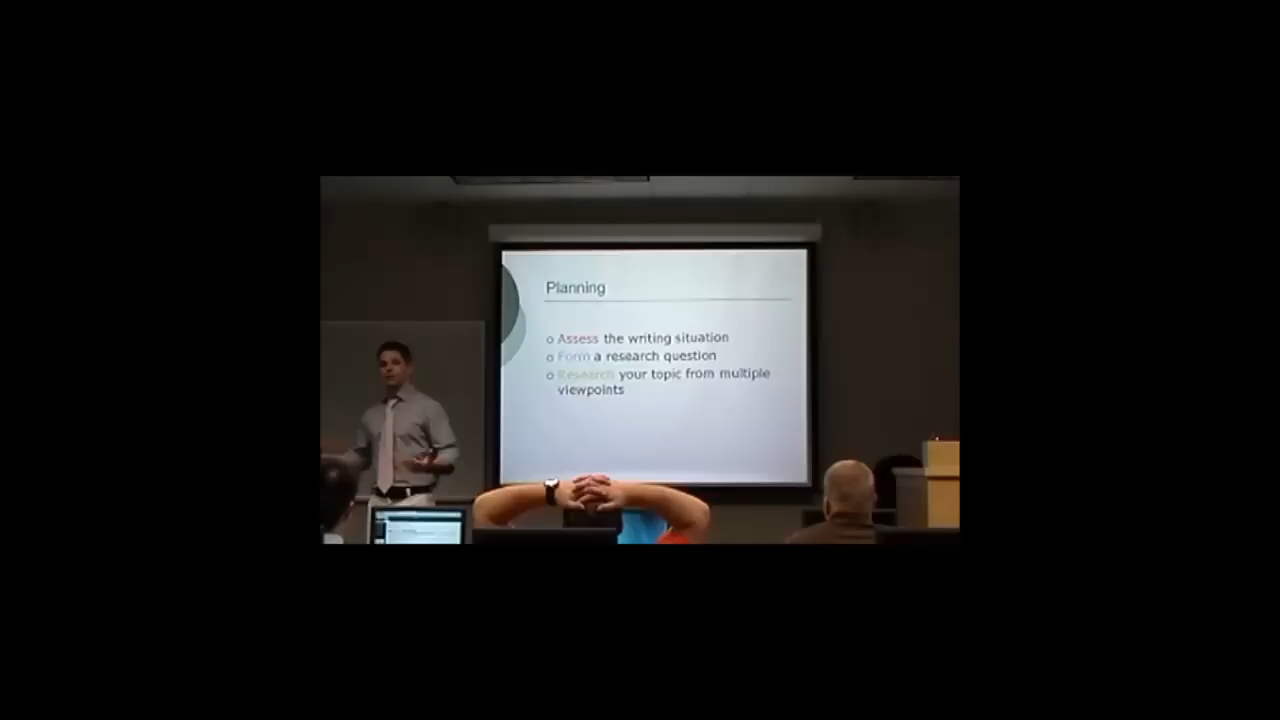 Planning
o Assess the writing situation
o Form a research question
o Research your topic from multiple
viewpoints